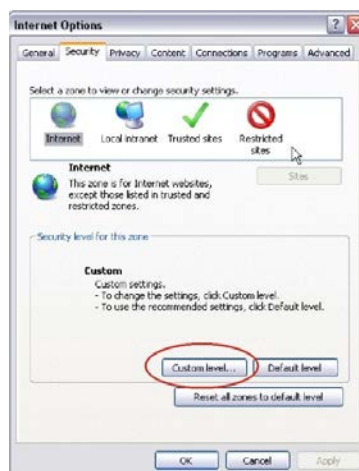 Internet Options
General Security Privacy Content Connections Programs Advanced
Select a zone to view or change security settings.
Internet Local intranet Trusted sites Restricted sites
Internet
This zone is for Internet websites,
except those listed in trusted and
restricted zones.
Sites
Security level for this zone
Custom
Custom settings.
- To change the settings, click Custom level.
- To use the recommended settings, click Default level.
Custom level... Default level
Reset all zones to default level
OK Cancel Apply